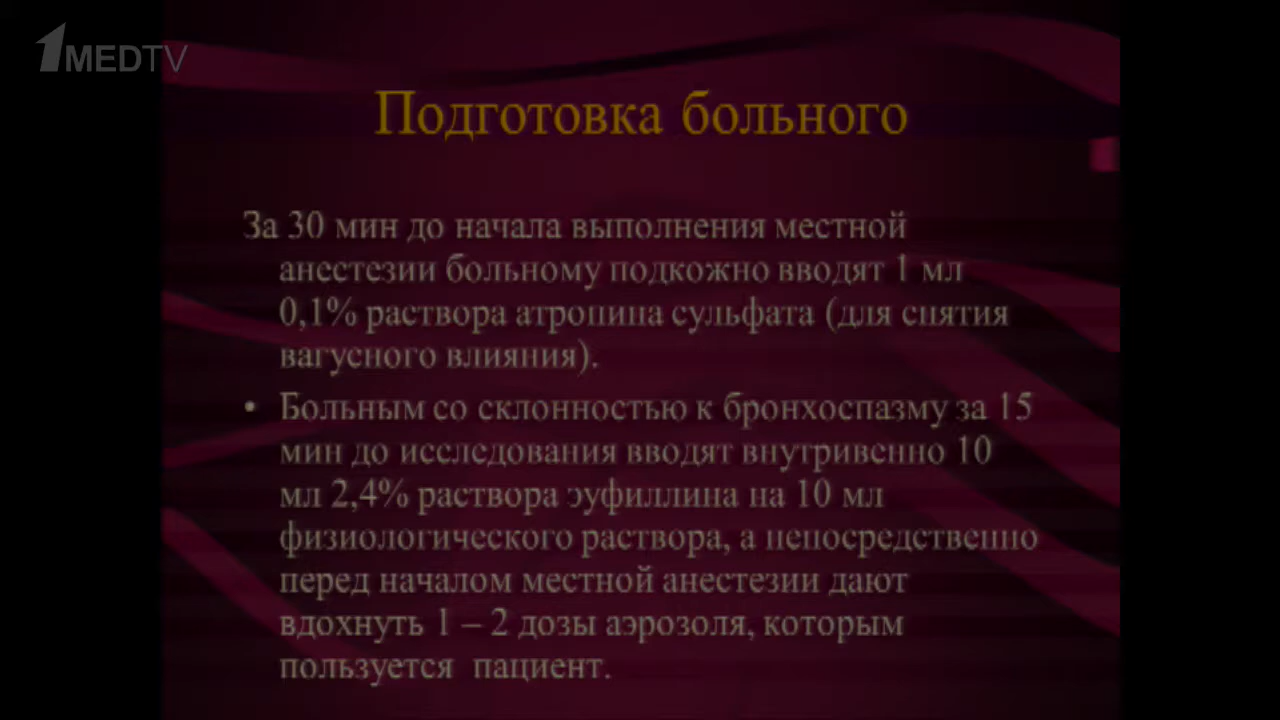 1MEDTV
Подготовка больного
За 30 мин до начала выполнения местной
анестезии больному подкожно вводят 1 мл
0,1% раствора атропина сульфата (для снятия
вагусного влияния).
• Больным со склонностью к бронхоспазму за 15
мин до исследования вводят внутривенно 10
мл 2,4% раствора эуфиллина на 10 мл
физиологического раствора, а непосредственно
перед началом местной анестезии дают
вдохнуть 1 – 2 дозы аэрозоля, которым
пользуется пациент.